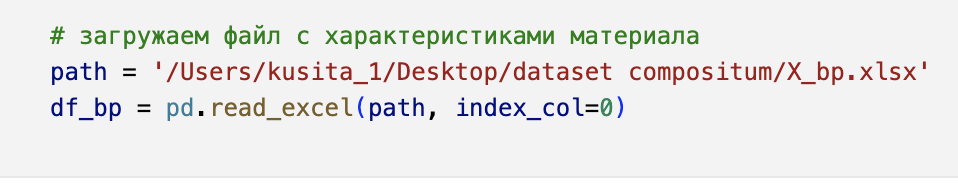 # загружаем файл с характеристиками материала
path = '/Users/kusita_1/Desktop/dataset compositum/X_bp.xlsx'
df_bp = pd.read_excel(path, index_col=0)